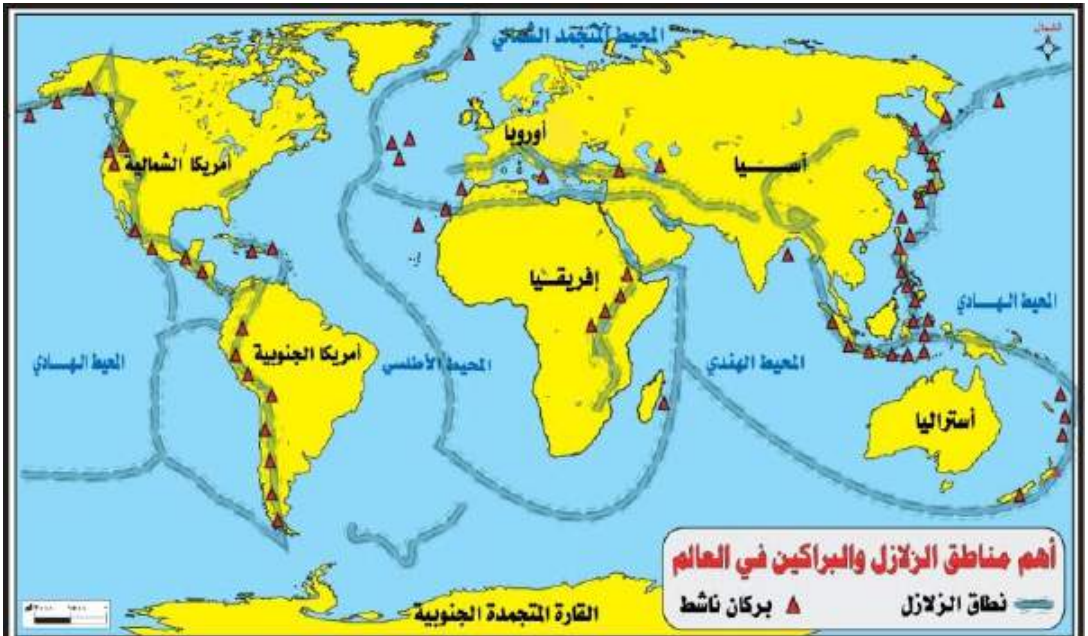 المحيط المتجمد الشمالي
الشمال
أوروبا
أمريكا الشمالية
آسيا
إفريقيا
المحيط الهادي
أمريكا الجنوبية
المحيط الأطلسي
المحيط الهندي
المحيط الهادي
أستراليا
أهم مناطق الزلازل والبراكين في العالم
نطاق الزلازل
بركان ناشط
القارة المتجمدة الجنوبية